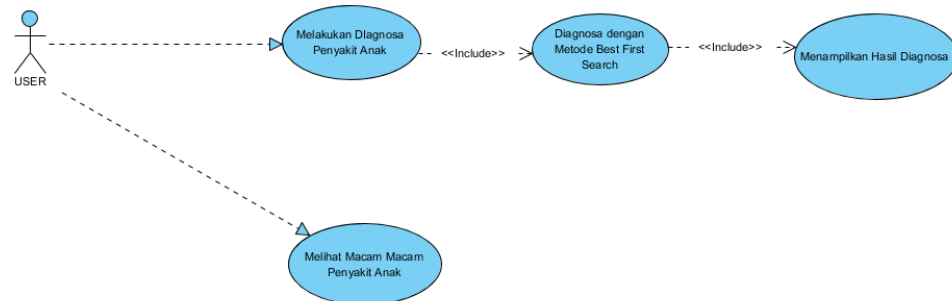 USER
Melakukan DIagnosa
Penyakit Anak
<<Include>>
Diagnosa dengan
Metode Best First
Search
<<Include>>
Menampilkan Hasil Diagnosa
Melihat Macam Macam
Penyakit Anak